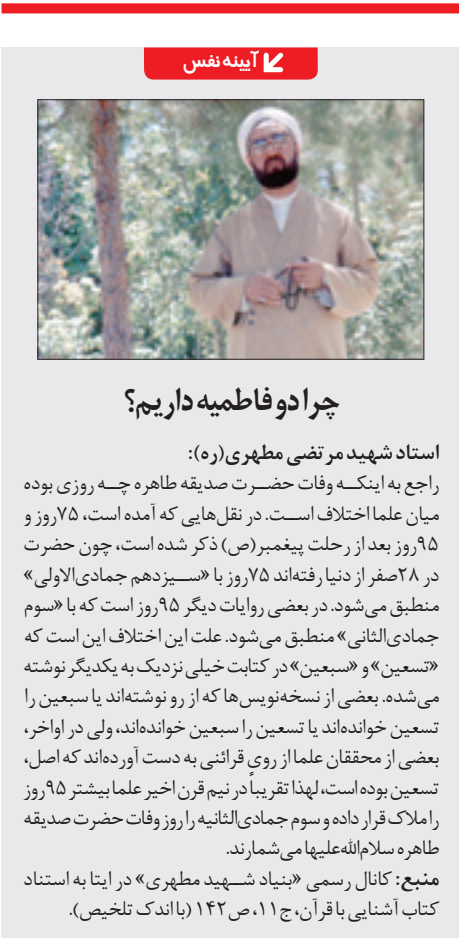 آیینه نفس
چرا دو فاطمیه داریم؟
استاد شهید مرتضی مطهری(ره):
راجع به اینکه وفات حضرت صدیقه طاهره چه روزی بوده
میان علما اختلاف است. در نقل‌هایی که آمده است، ۷۵روز و
۹۵روز بعد از رحلت پیغمبر(ص) ذکر شده است، چون حضرت
در ۲۸صفر از دنیا رفته‌اند ۷۵روز با «سیزدهم جمادی‌الاولی»
منطبق می‌شود. در بعضی روایات دیگر ۹۵روز است که با «سوم
جمادی‌الثانی» منطبق می‌شود. علت این اختلاف این است که
«تسعین» و «سبعین» در کتابت خیلی نزدیک به یکدیگر نوشته
می‌شده. بعضی از نسخه‌نویس‌ها که از رو نوشته‌اند یا سبعین را
تسعین خوانده‌اند یا تسعین را سبعین خوانده‌اند، ولی در اواخر،
بعضی از محققان علما از روی قرائنی به دست آورده‌اند که اصل،
تسعین بوده است، لهذا تقریباً در نیم قرن اخیر علما بیشتر ۹۵روز
را ملاک قرار داده و سوم جمادی‌الثانیه را روز وفات حضرت صدیقه
طاهره سلام‌الله‌علیها می‌شمارند.
منبع: کانال رسمی «بنیاد شهید مطهری» در ایتا به استناد
کتاب آشنایی با قرآن، ج۱۱، ص۱۴۲ (با اندک تلخیص).